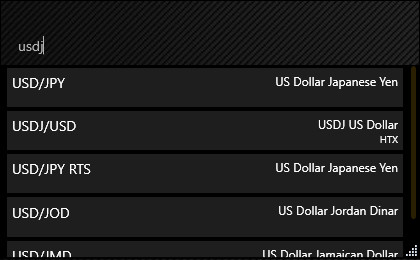 usdj
USD/JPY US Dollar Japanese Yen
USDJ/USD USDJ US Dollar
HTX
USD/JPY RTS US Dollar Japanese Yen
USD/JOD US Dollar Jordan Dinar
USD/JMD US Dollar Jamaican Dollar